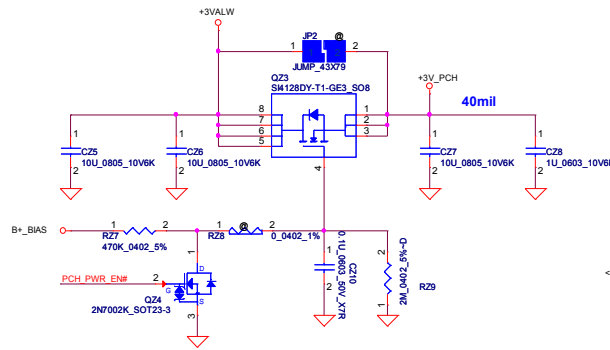 +3VALW
JP2
@
1
2
JUMP_43X79
QZ3
SI4128DY-T1-GE3_SO8
+3V_PCH
40mil
8
7
6
5
1
2
3
4
1
CZ5
10U_0805_10V6K
2
1
CZ6
10U_0805_10V6K
2
1
CZ7
10U_0805_10V6K
2
1
CZ8
1U_0603_10V6K
2
B+_BIAS
1
2
RZ7
470K_0402_5%
1
@
2
RZ8
0_0402_1%
PCH_PWR_EN#
2
1
D
G
S
3
QZ4
2N7002K_SOT23-3
1
2
CZ10
0.1U_0603_50V_X7R
2
1
RZ9
2M_0402_5%~D
<